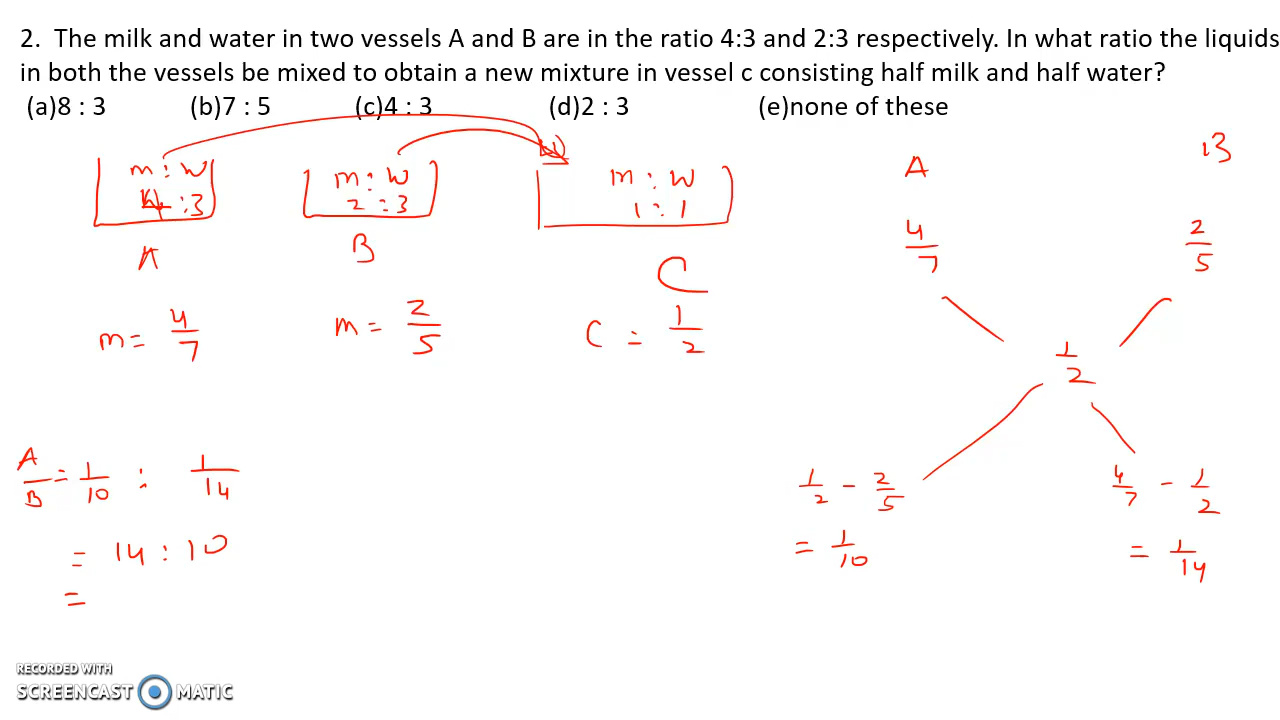 2. The milk and water in two vessels A and B are in the ratio 4:3 and 2:3 respectively. In what ratio the liquids
in both the vessels be mixed to obtain a new mixture in vessel c consisting half milk and half water?
(a)8 : 3 (b)7 : 5 (c)4 : 3 (d)2 : 3 (e)none of these
m : W
4 : 3
A
m : W
2 : 3
B
m : W
1 : 1
C
m = 4/7
m = 2/5
C = 1/2
A B
4/7 2/5
1/2
1/2 - 2/5 4/7 - 1/2
= 1/10 = 1/14
A/B = 1/10 : 1/14
= 14 : 10
=
RECORDED WITH
SCREENCAST MATIC